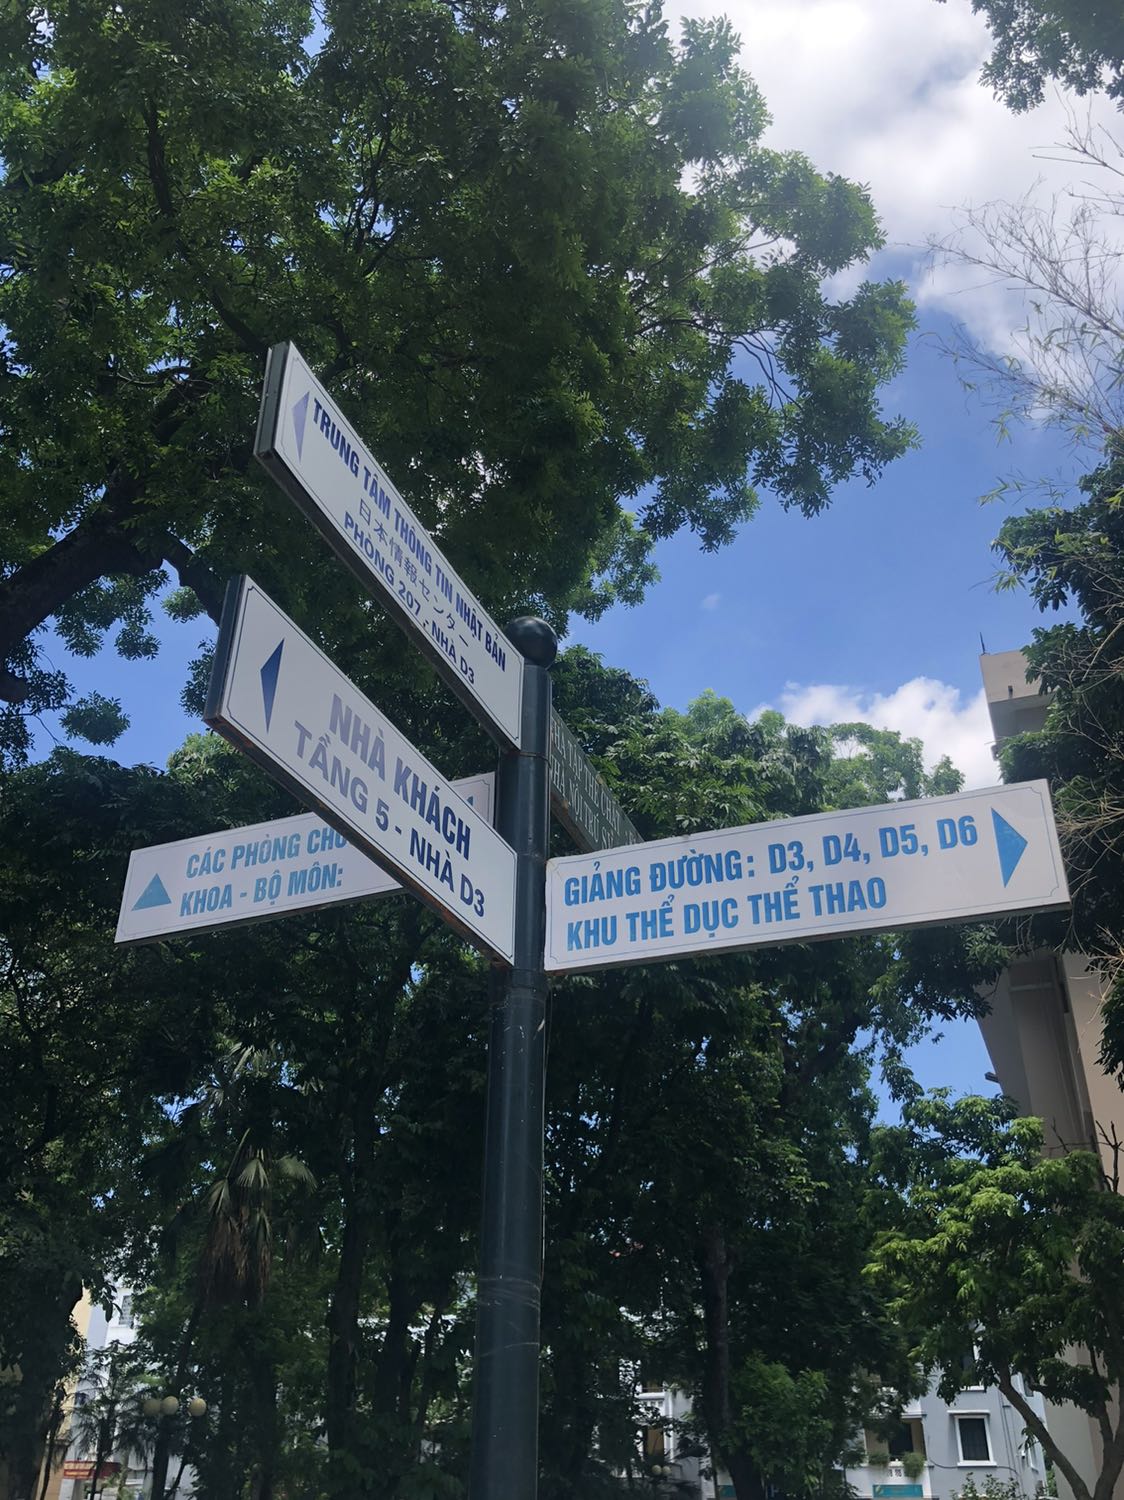 TRUNG TÂM THÔNG TIN NHẬT BẢN
日本情報センター
PHÒNG 207 - NHÀ D3
NHÀ KHÁCH
TẦNG 5 - NHÀ D3
CÁC PHÒNG
KHOA - BỘ MÔN:
GIẢNG ĐƯỜNG: D3, D4, D5, D6
KHU THỂ DỤC THỂ THAO